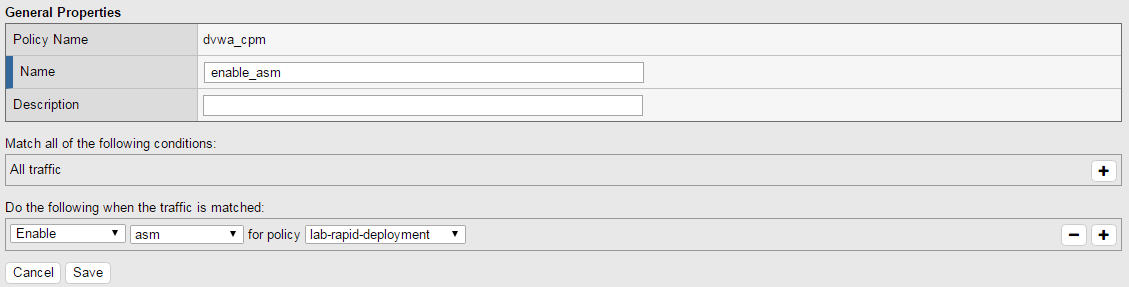 General Properties
Policy Name dvwa_cpm
Name enable_asm
Description
Match all of the following conditions:
All traffic
Do the following when the traffic is matched:
Enable asm for policy lab-rapid-deployment
Cancel Save